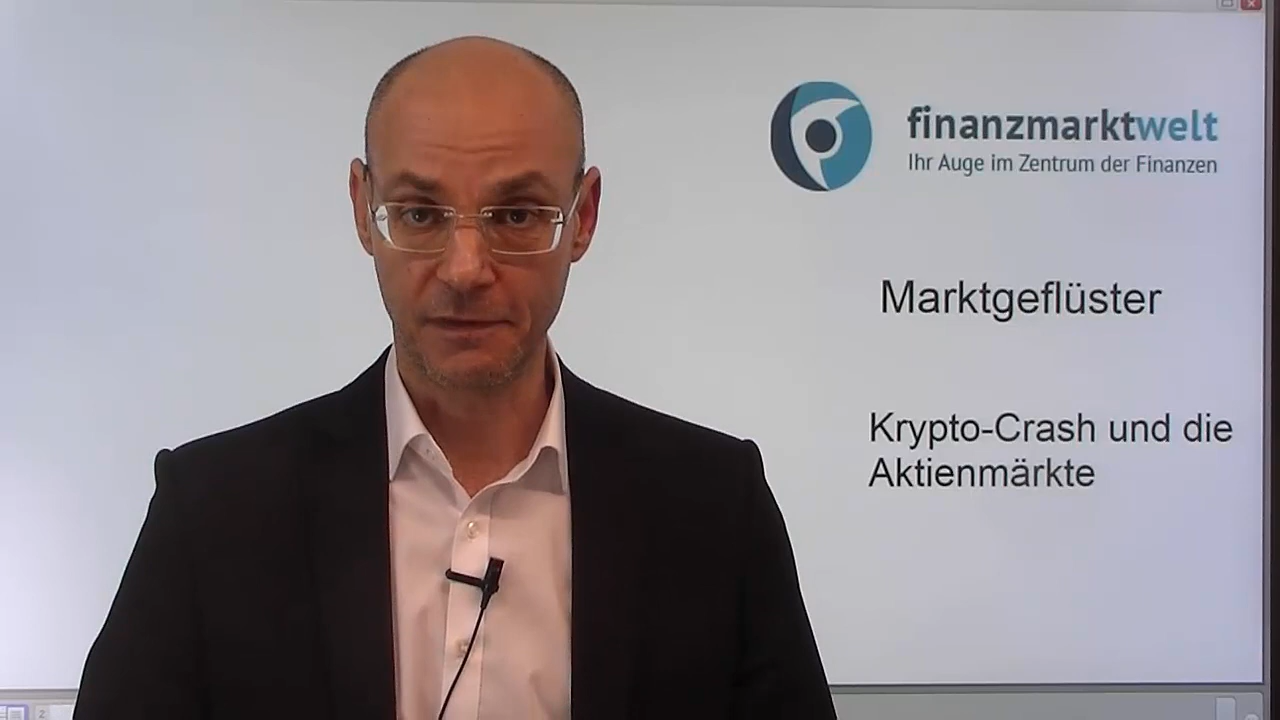 finanzmarktwelt
Ihr Auge im Zentrum der Finanzen
Marktgeflüster
Krypto-Crash und die
Aktienmärkte